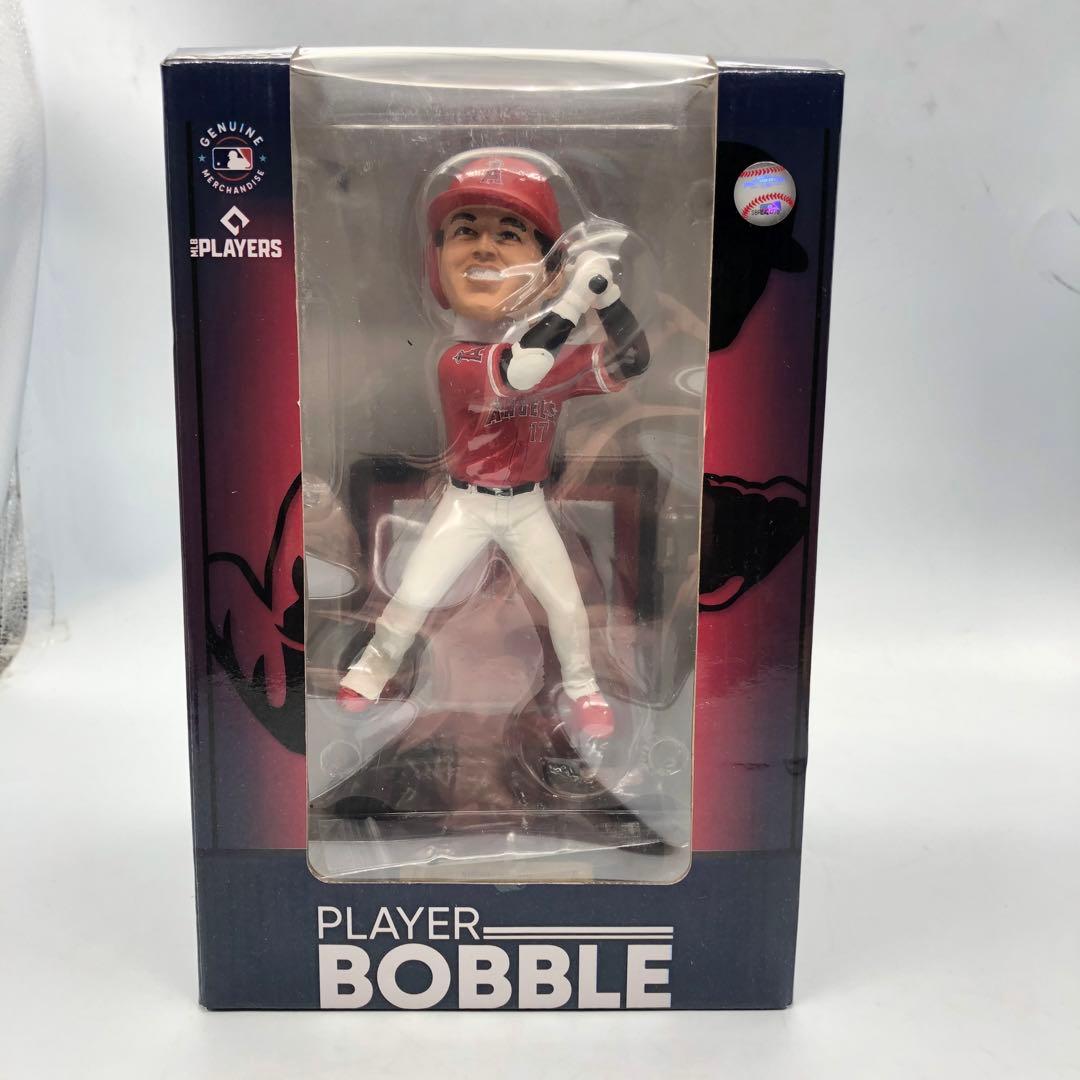 GENUINE
MERCHANDISE
MLB PLAYERS
A
A
ANGELS
17
PLAYER
BOBBLE